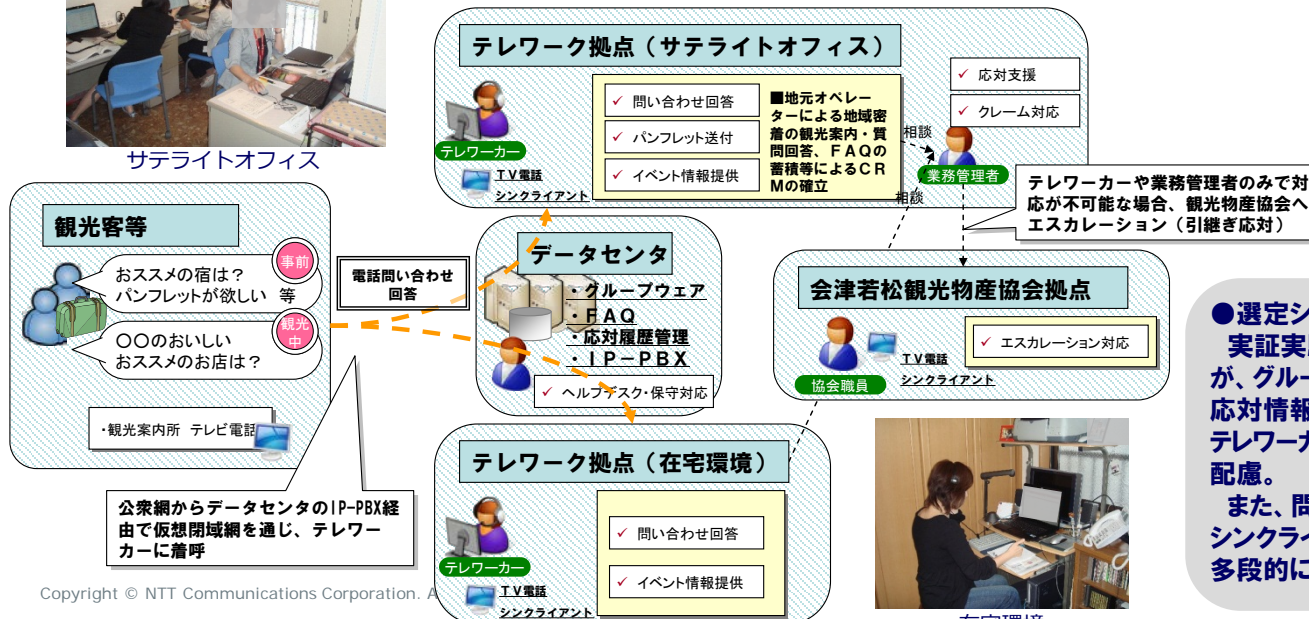 サテライトオフィス
テレワーク拠点（サテライトオフィス）
テレワーカー
TV電話
シンクライアント
✓ 問い合わせ回答
✓ パンフレット送付
✓ イベント情報提供
■地元オペレー
ターによる地域密
着の観光案内・質
問回答、ＦＡＱの
蓄積等によるＣＲ
Ｍの確立
✓ 応対支援
✓ クレーム対応
相談
業務管理者
相談
テレワーカーや業務管理者のみで対
応が不可能な場合、観光物産協会へ
エスカレーション（引継ぎ応対）
観光客等
事前
おススメの宿は？
パンフレットが欲しい 等
観光
中
〇〇のおいしい
おススメのお店は？
・観光案内所 テレビ電話
電話問い合わせ
回答
データセンタ
・グループウェア
・ＦＡＱ
・応対履歴管理
・ＩＰ－ＰＢＸ
✓ ヘルプデスク・保守対応
会津若松観光物産協会拠点
協会職員
TV電話
シンクライアント
✓ エスカレーション対応
公衆網からデータセンタのIP-PBX経
由で仮想閉域網を通じ、テレワー
カーに着呼
テレワーク拠点（在宅環境）
テレワーカー
TV電話
シンクライアント
✓ 問い合わせ回答
✓ イベント情報提供
●選定シ
実証実
が、グルー
応対情報
テレワーカ
配慮。
また、問
シンクライ
多段的に
Copyright © NTT Communications Corporation. A